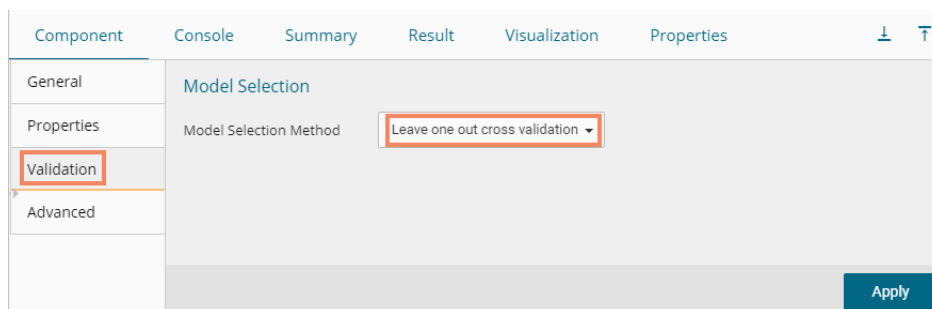 Component Console Summary Result Visualization Properties
General
Model Selection
Properties
Model Selection Method Leave one out cross validation
Validation
Advanced
Apply